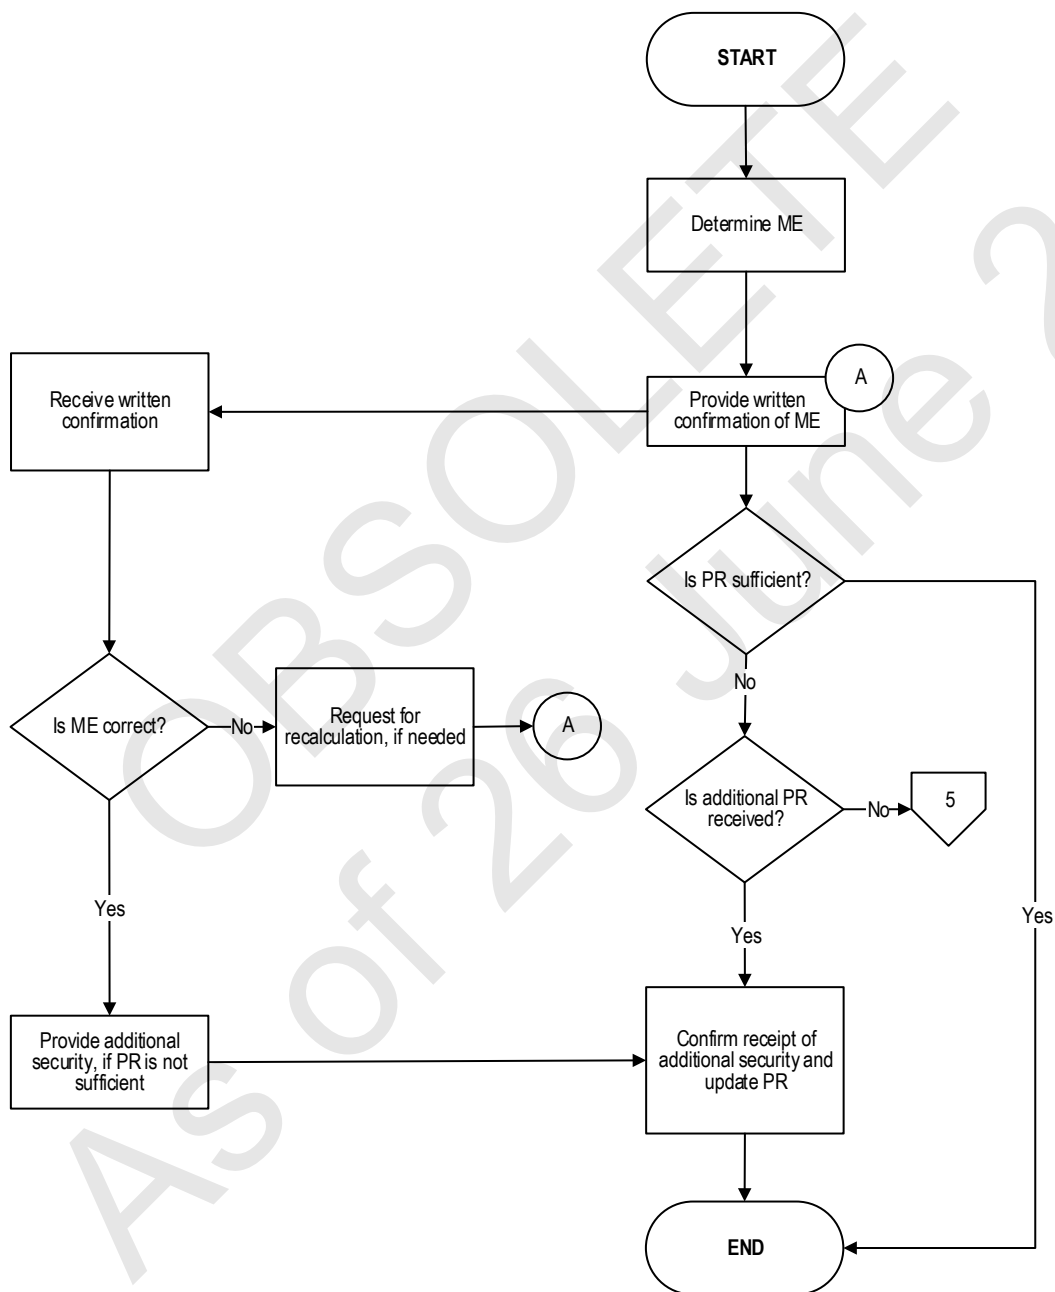 START
Determine ME
Provide written
confirmation of ME
A
Receive written
confirmation
Is PR sufficient?
No
Yes
Is ME correct?
No
Request for
recalculation, if needed
A
Is additional PR
received?
No
5
Yes
Yes
Provide additional
security, if PR is not
sufficient
Confirm receipt of
additional security and
update PR
END
OBSOLETE
As of 26 June 2